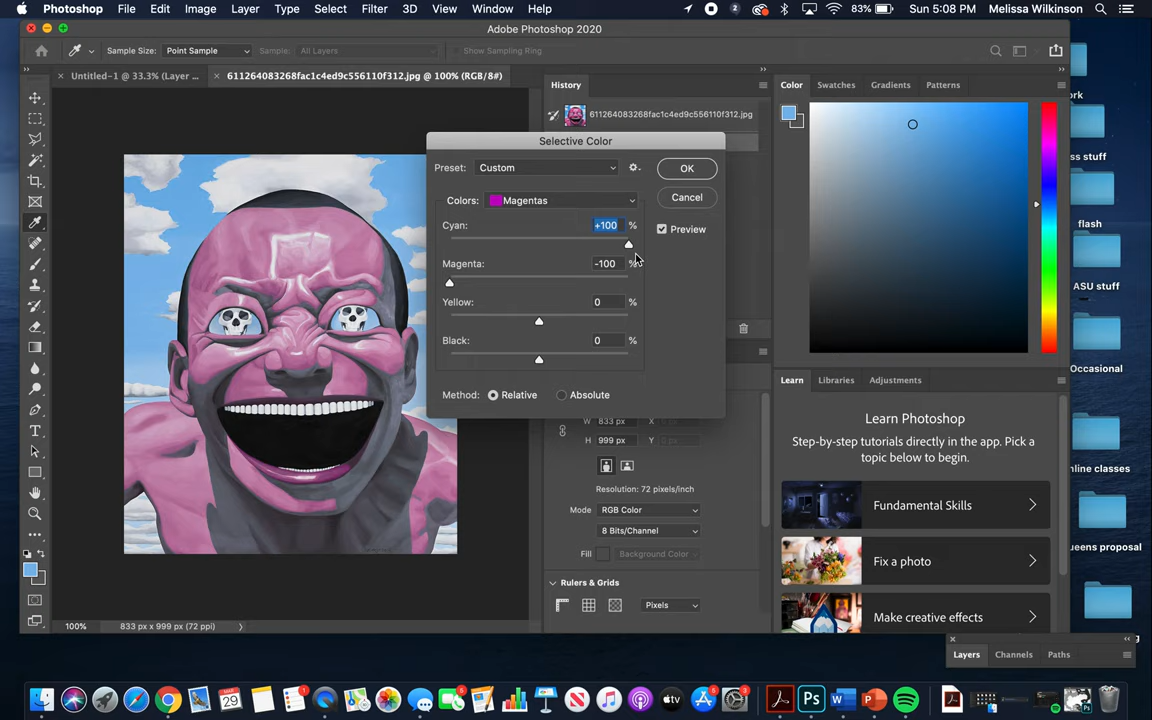 Photoshop File Edit Image Layer Type Select Filter 3D View Window Help 2 83% Sun 5:08 PM Melissa Wilkinson
Adobe Photoshop 2020
Sample Size: Point Sample Sample: All Layers Show Sampling Ring
Untitled-1 @ 33.3% (Layer ...
611264083268fac1c4ed9c556110f312.jpg @ 100% (RGB/8#)
History
611264083268fac1c4ed9c556110f312.jpg
Selective Color
Preset: Custom
OK
Colors: Magentas
Cancel
Cyan: +100 %
Preview
Magenta: -100 %
Yellow: 0 %
Black: 0 %
Method: Relative Absolute
W 833 px X
H 999 px Y
Resolution: 72 pixels/inch
Mode RGB Color
8 Bits/Channel
Fill Background Color
Rulers & Grids
Pixels
Color Swatches Gradients Patterns
Learn Libraries Adjustments
Learn Photoshop
Step-by-step tutorials directly in the app. Pick a
topic below to begin.
Fundamental Skills
Fix a photo
Make creative effects
Layers Channels Paths
100% 833 px x 999 px (72 ppi)
ork
ss stuff
flash
ASU stuff
Occasional
nline classes
ueens proposal